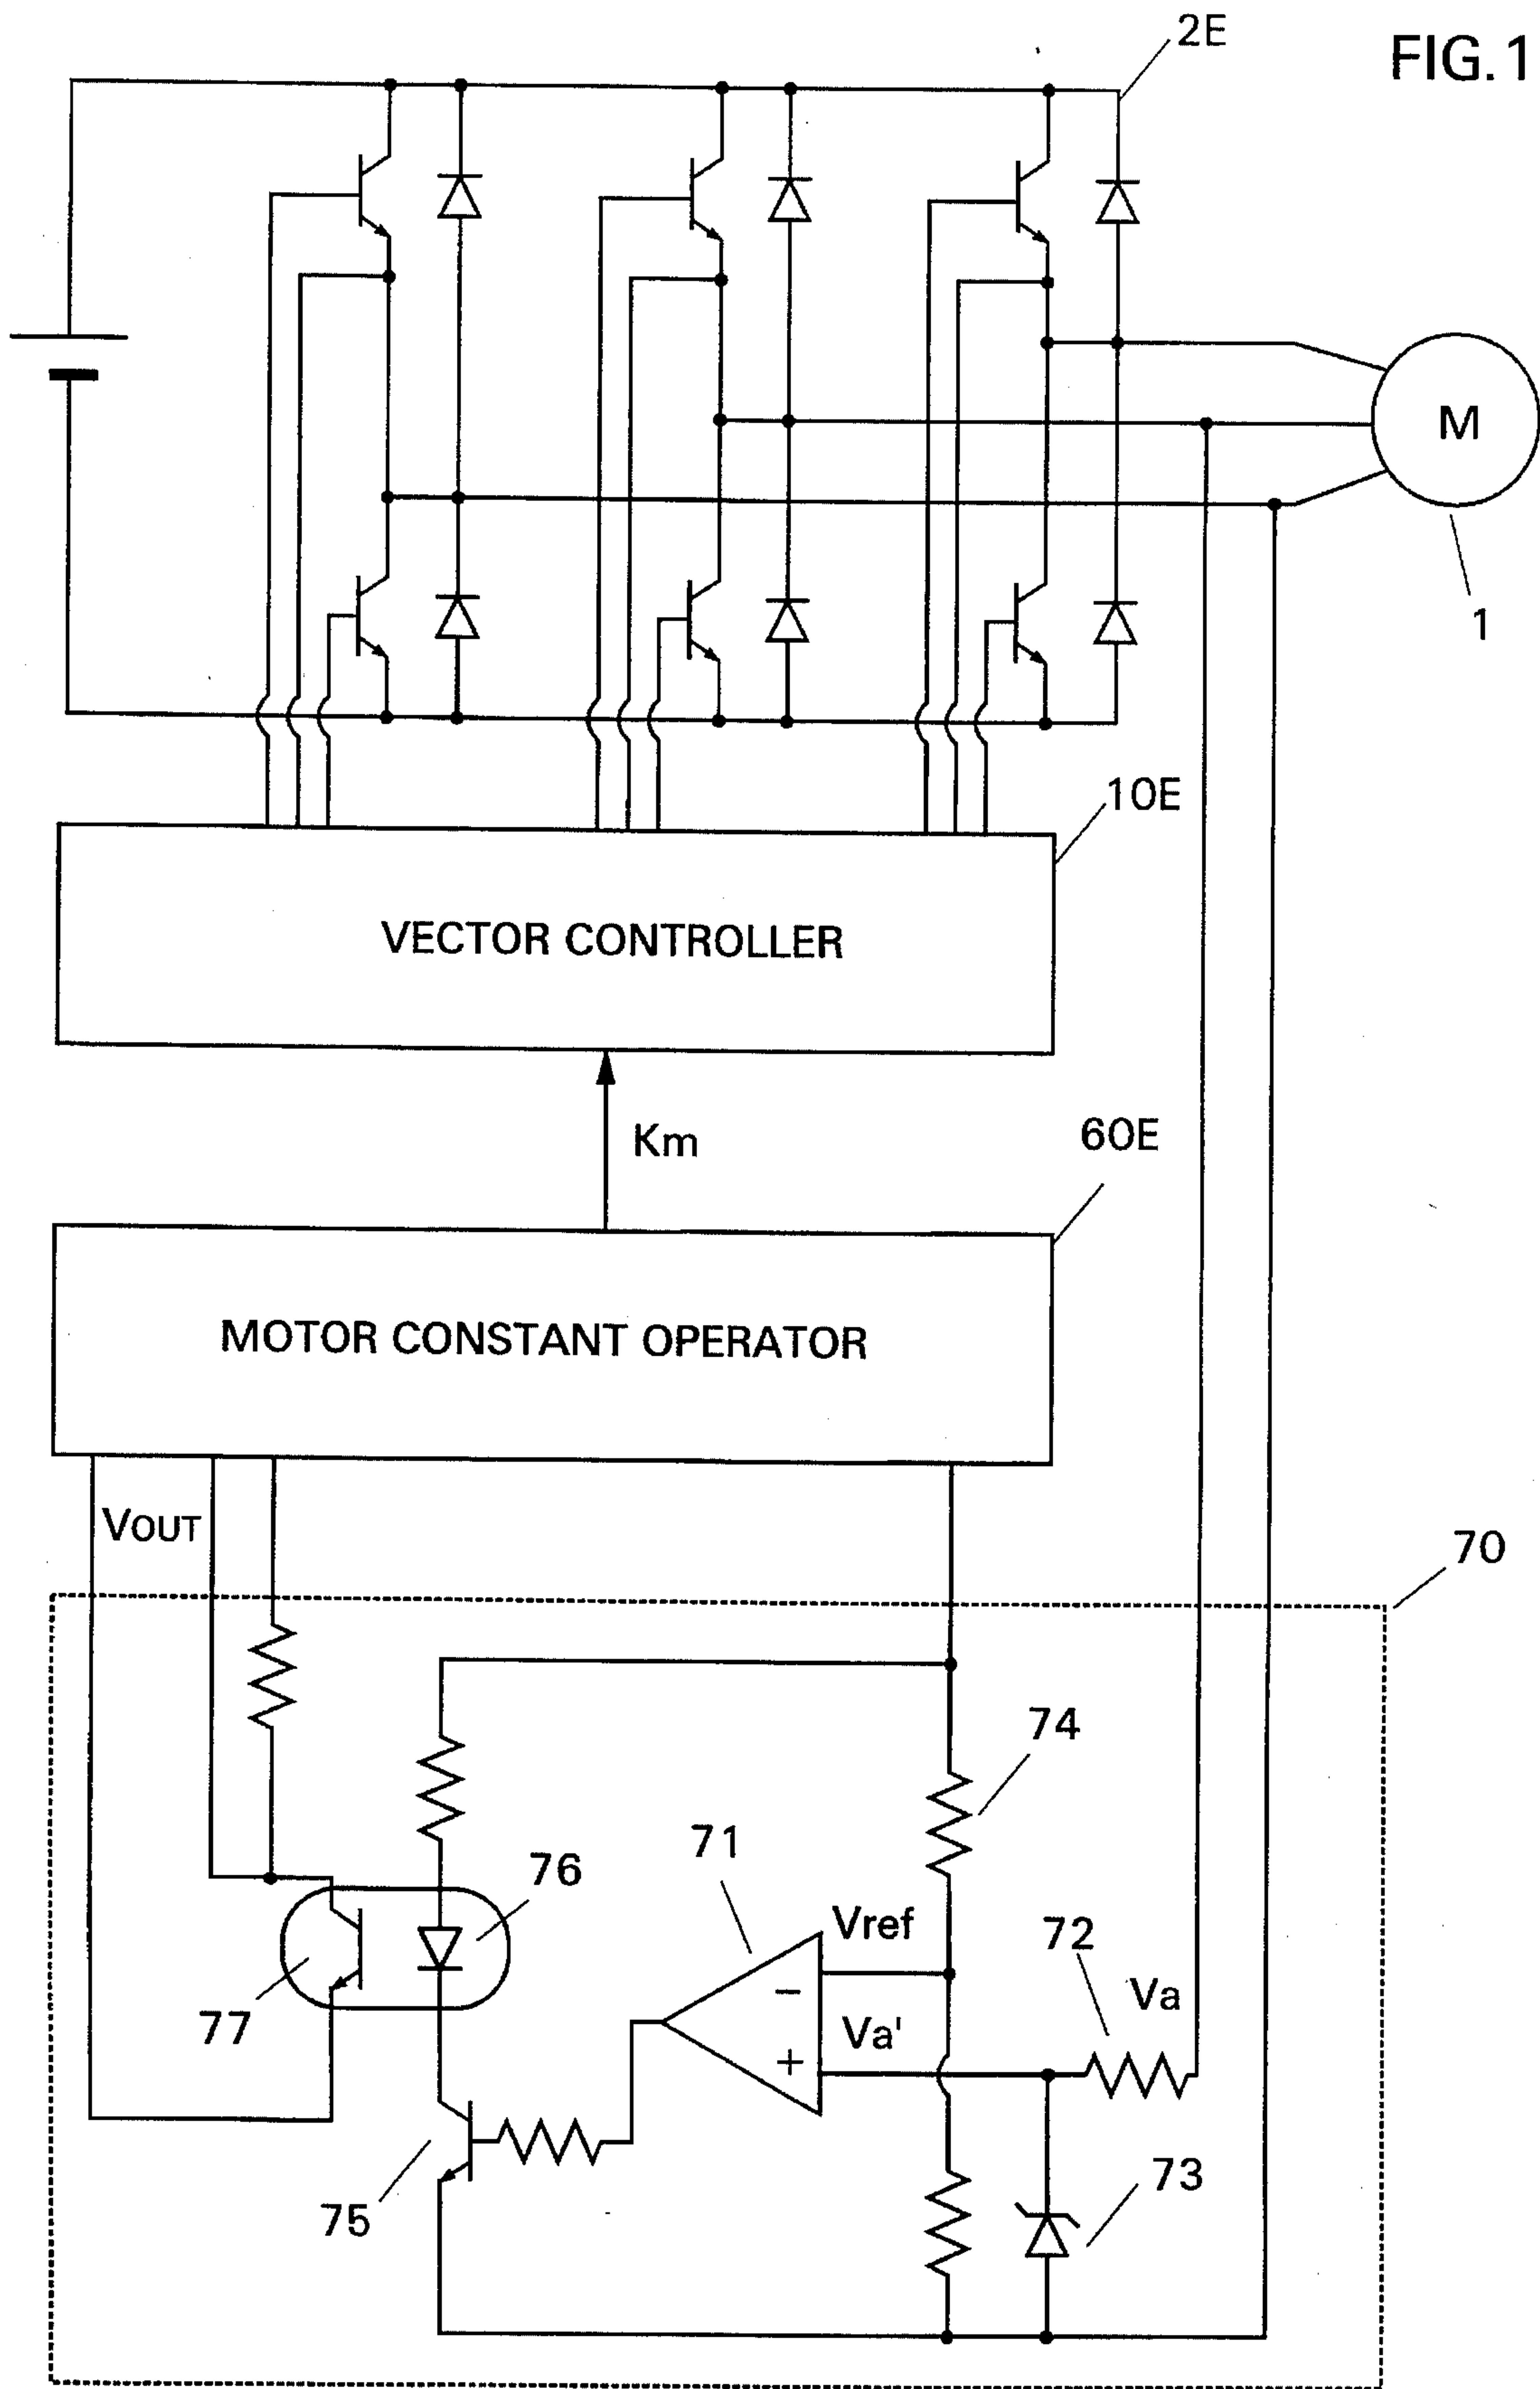 2E
FIG.1
M
1
10E
VECTOR CONTROLLER
Km
60E
MOTOR CONSTANT OPERATOR
VOUT
70
74
71
76
Vref
72
Va
77
Va'
−
+
75
73